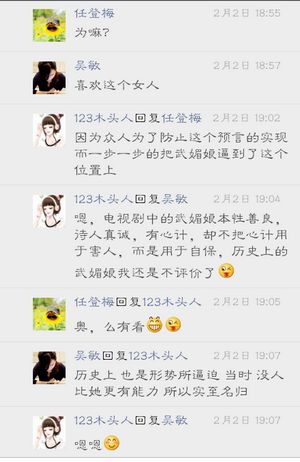 任登梅 2月2日 18:55
为嘛?
吴敏 2月2日 18:57
喜欢这个女人
123木头人回复任登梅 2月2日 19:02
因为众人为了防止这个预言的实现
而一步一步的把武媚娘逼到了这个
位置上
123木头人回复吴敏 2月2日 19:04
嗯，电视剧中的武媚娘本性善良，
待人真诚，有心计，却不把心计用
于害人，而是用于自保，历史上的
武媚娘我还是不评价了
任登梅回复123木头人 2月2日 19:05
奥，么有看
吴敏回复123木头人 2月2日 19:07
历史上 也是形势所逼迫 当时 没人
比她更有能力 所以实至名归
123木头人回复吴敏 2月2日 19:07
嗯嗯